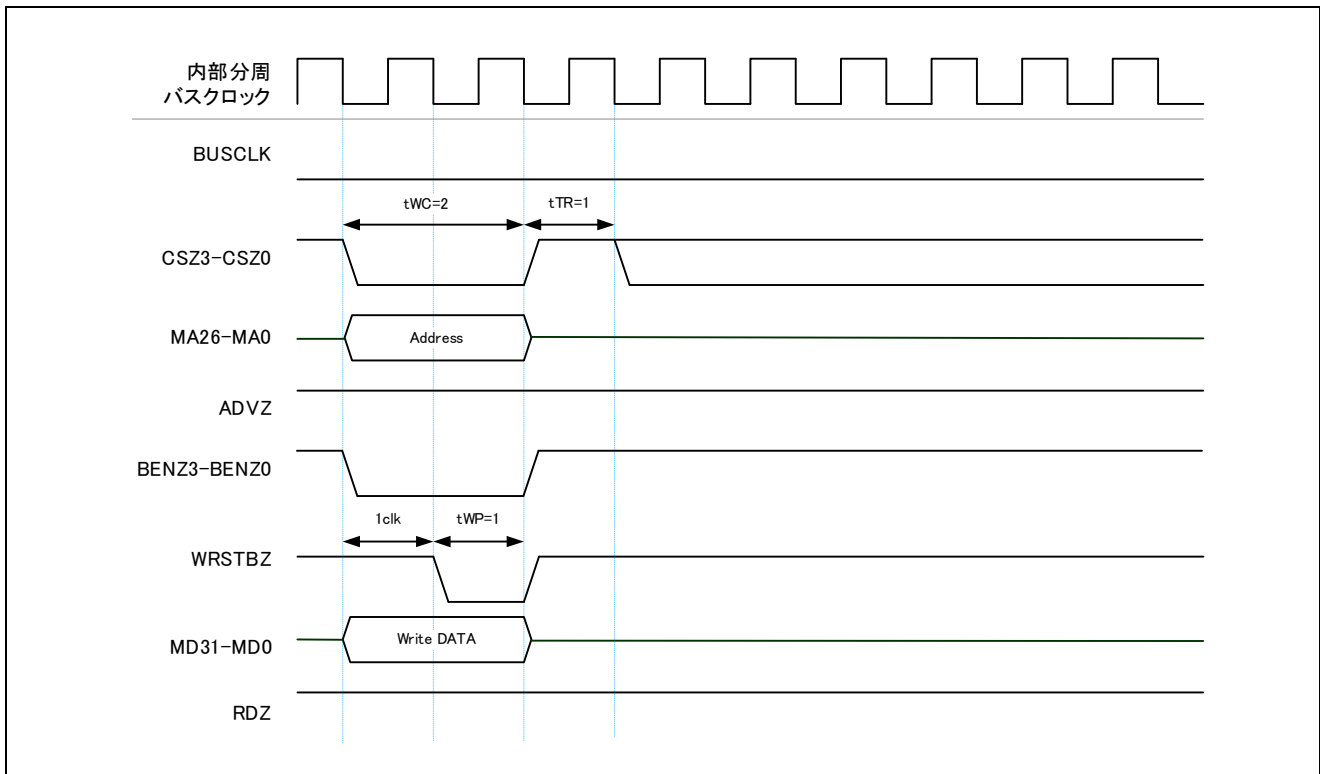 内部分周
バスクロック
BUSCLK
tWC=2
tTR=1
CSZ3-CSZ0
MA26-MA0
Address
ADVZ
BENZ3-BENZ0
1clk
tWP=1
WRSTBZ
Write DATA
MD31-MD0
RDZ